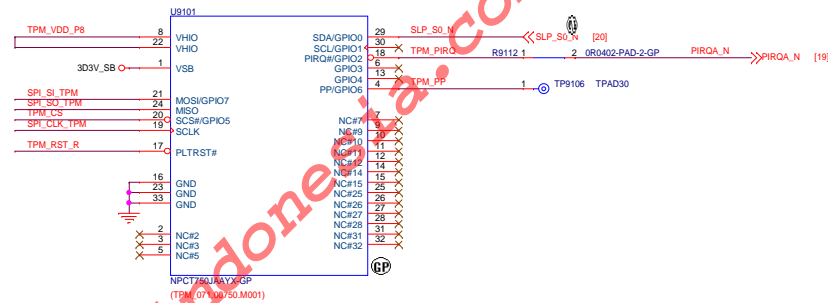 U9101
TPM_VDD_P8
8 VHIO
22 VHIO
3D3V_SB 1 VSB
SPI_SI_TPM 21 MOSI/GPIO7
SPI_SO_TPM 24 MISO
TPM_CS 20 SCS#/GPIO5
SPI_CLK_TPM 19 SCLK
TPM_RST_R 17 PLTRST#
16 GND
23 GND
33 GND
2 NC#2
3 NC#3
5 NC#5
SDA/GPIO0 29 SLP_S0_N SLP_S0_N [20]
SCL/GPIO1 30
PIRQ#/GPIO2 18 TPM_PIRQ R9112 1 2 0R0402-PAD-2-GP PIRQA_N PIRQA_N [19]
GPIO3 6
GPIO4 13
PP/GPIO6 4 TPM_PP 1 TP9106 TPAD30
NC#7 7
NC#9 9
NC#10 10
NC#11 11
NC#12 12
NC#14 14
NC#15 15
NC#25 25
NC#26 26
NC#27 27
NC#28 28
NC#31 31
NC#32 32
GP
NPCT750JAAYX-GP
(TPM_071.00750.M001)
ndonesia.c